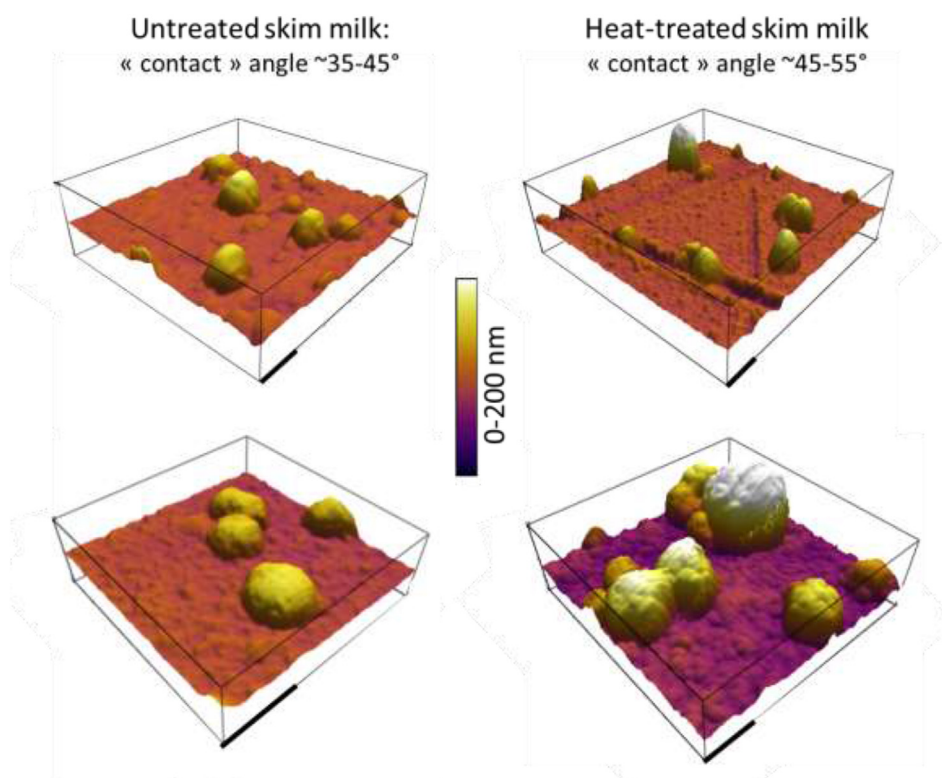 Untreated skim milk:
« contact » angle ~35-45°
Heat-treated skim milk
« contact » angle ~45-55°
0-200 nm